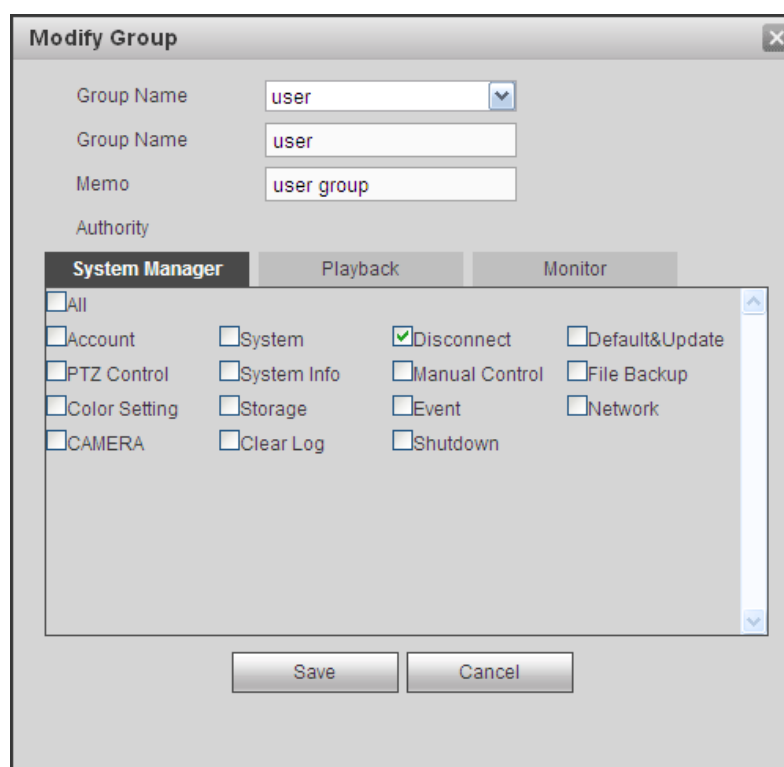 Modify Group
Group Name user
Group Name user
Memo user group
Authority
System Manager Playback Monitor
All
Account System Disconnect Default&Update
PTZ Control System Info Manual Control File Backup
Color Setting Storage Event Network
CAMERA Clear Log Shutdown
Save Cancel